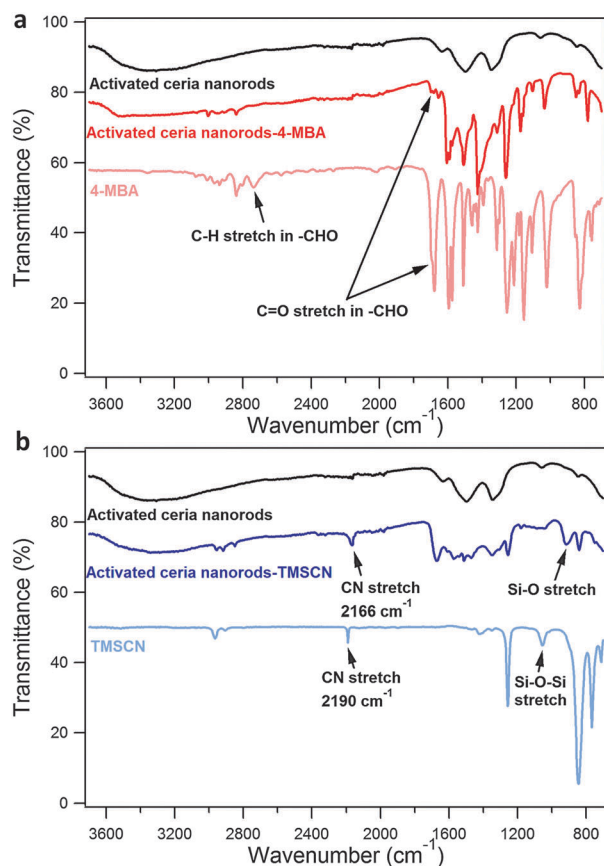 a
100
80
60
40
20
0
Transmittance (%)
Activated ceria nanorods
Activated ceria nanorods-4-MBA
4-MBA
C-H stretch in -CHO
C=O stretch in -CHO
3600
3200
2800
2400
2000
1600
1200
800
Wavenumber (cm⁻¹)
b
100
80
60
40
20
0
Transmittance (%)
Activated ceria nanorods
Activated ceria nanorods-TMSCN
CN stretch
2166 cm⁻¹
Si-O stretch
TMSCN
CN stretch
2190 cm⁻¹
Si-O-Si
stretch
3600
3200
2800
2400
2000
1600
1200
800
Wavenumber (cm⁻¹)